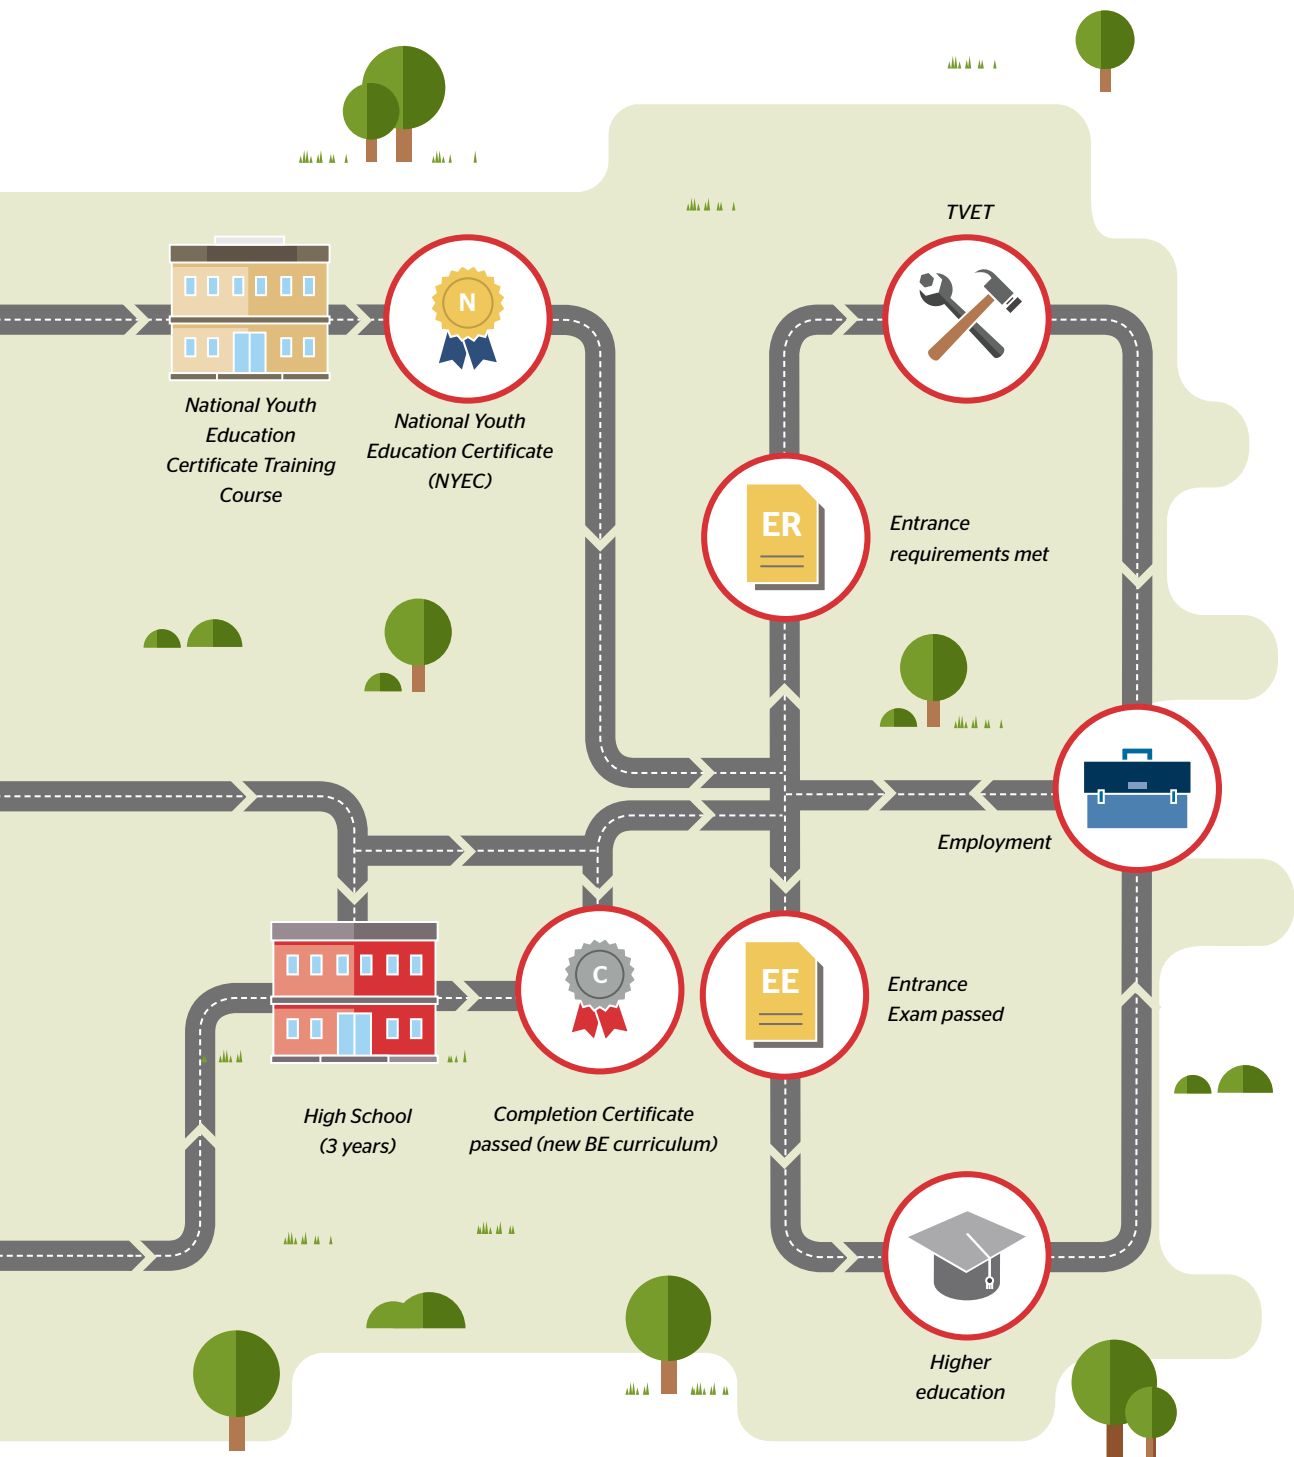 TVET
N
National Youth
Education
Certificate Training
Course
National Youth
Education Certificate
(NYEC)
ER
Entrance
requirements met
Employment
C
EE
Entrance
Exam passed
High School
(3 years)
Completion Certificate
passed (new BE curriculum)
Higher
education